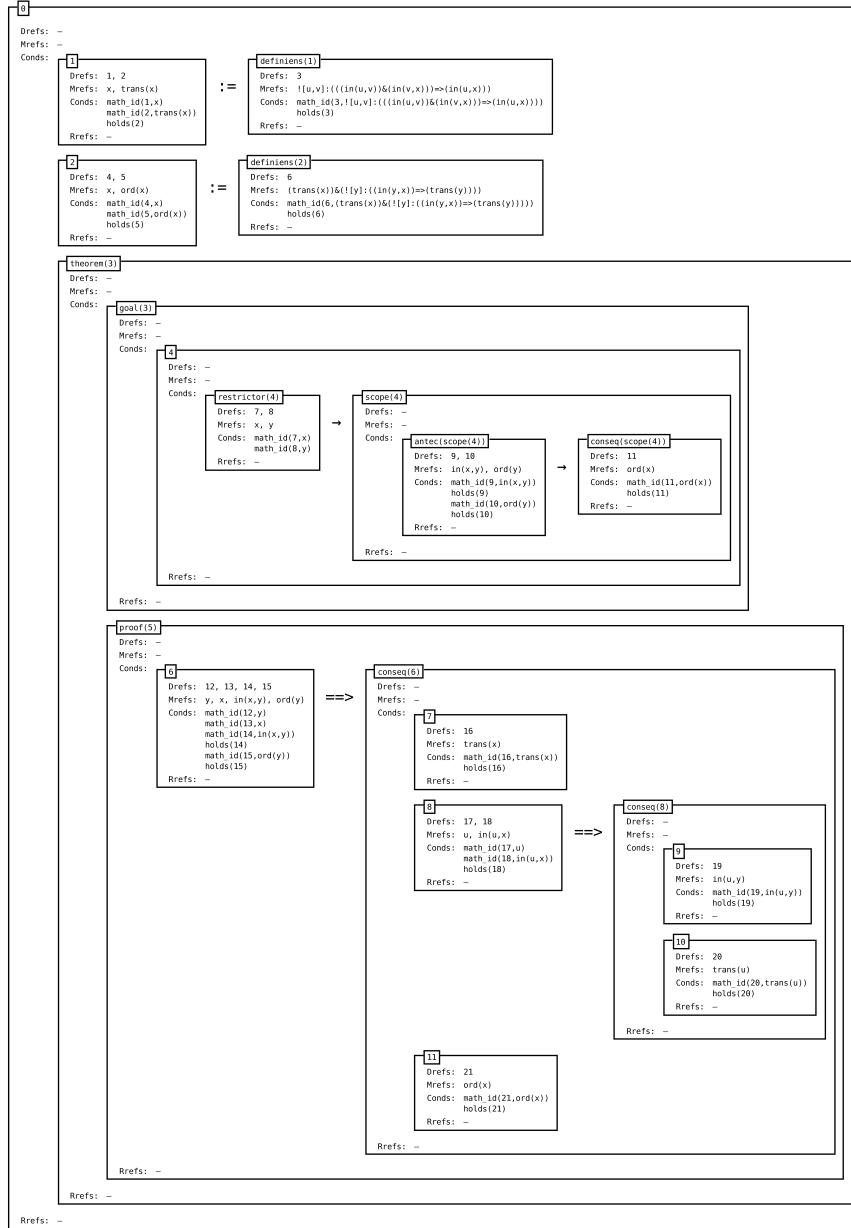 0
Drefs: –
Mrefs: –
Conds:
1
Drefs: 1, 2
Mrefs: x, trans(x)
Conds: math_id(1,x)
math_id(2,trans(x))
holds(2)
Rrefs: –
:=
definiens(1)
Drefs: 3
Mrefs: ![u,v]:(((in(u,v))&(in(v,x)))=>(in(u,x)))
Conds: math_id(3,![u,v]:(((in(u,v))&(in(v,x)))=>(in(u,x))))
holds(3)
Rrefs: –
2
Drefs: 4, 5
Mrefs: x, ord(x)
Conds: math_id(4,x)
math_id(5,ord(x))
holds(5)
Rrefs: –
:=
definiens(2)
Drefs: 6
Mrefs: (trans(x))&(![y]:((in(y,x))=>(trans(y))))
Conds: math_id(6,(trans(x))&(![y]:((in(y,x))=>(trans(y)))))
holds(6)
Rrefs: –
theorem(3)
Drefs: –
Mrefs: –
Conds:
goal(3)
Drefs: –
Mrefs: –
Conds:
4
Drefs: –
Mrefs: –
Conds:
restrictor(4)
Drefs: 7, 8
Mrefs: x, y
Conds: math_id(7,x)
math_id(8,y)
Rrefs: –
→
scope(4)
Drefs: –
Mrefs: –
Conds:
antec(scope(4))
Drefs: 9, 10
Mrefs: in(x,y), ord(y)
Conds: math_id(9,in(x,y))
holds(9)
math_id(10,ord(y))
holds(10)
Rrefs: –
→
conseq(scope(4))
Drefs: 11
Mrefs: ord(x)
Conds: math_id(11,ord(x))
holds(11)
Rrefs: –
Rrefs: –
Rrefs: –
Rrefs: –
proof(5)
Drefs: –
Mrefs: –
Conds:
6
Drefs: 12, 13, 14, 15
Mrefs: y, x, in(x,y), ord(y)
Conds: math_id(12,y)
math_id(13,x)
math_id(14,in(x,y))
holds(14)
math_id(15,ord(y))
holds(15)
Rrefs: –
==>
conseq(6)
Drefs: –
Mrefs: –
Conds:
7
Drefs: 16
Mrefs: trans(x)
Conds: math_id(16,trans(x))
holds(16)
Rrefs: –
8
Drefs: 17, 18
Mrefs: u, in(u,x)
Conds: math_id(17,u)
math_id(18,in(u,x))
holds(18)
Rrefs: –
==>
conseq(8)
Drefs: –
Mrefs: –
Conds:
9
Drefs: 19
Mrefs: in(u,y)
Conds: math_id(19,in(u,y))
holds(19)
Rrefs: –
10
Drefs: 20
Mrefs: trans(u)
Conds: math_id(20,trans(u))
holds(20)
Rrefs: –
Rrefs: –
11
Drefs: 21
Mrefs: ord(x)
Conds: math_id(21,ord(x))
holds(21)
Rrefs: –
Rrefs: –
Rrefs: –
Rrefs: –
Rrefs: –